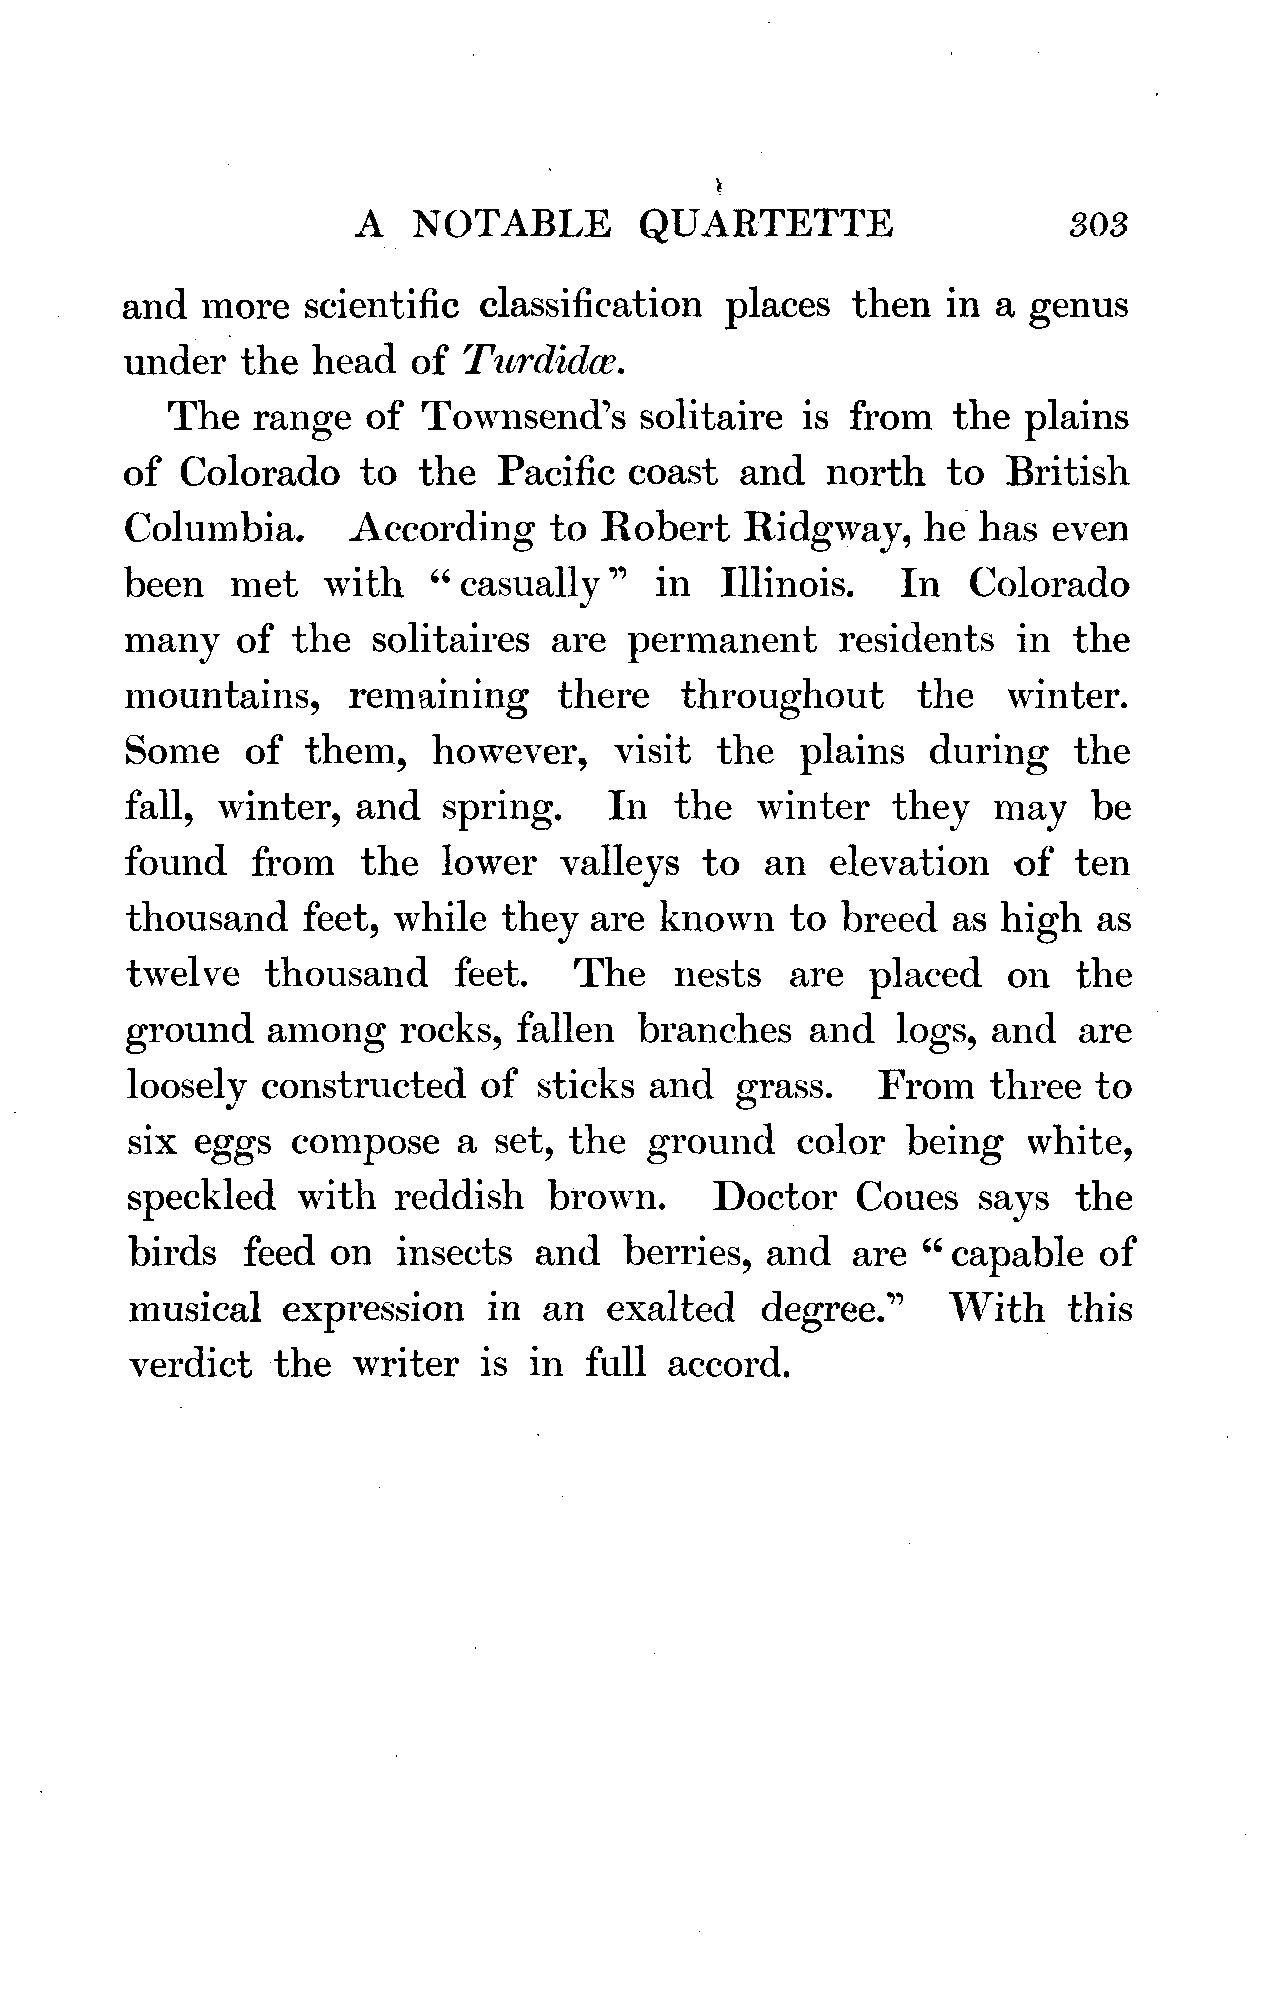 A NOTABLE QUARTETTE 303
and more scientific classification places then in a genus
under the head of Turdidœ.
The range of Townsend's solitaire is from the plains
of Colorado to the Pacific coast and north to British
Columbia. According to Robert Ridgway, he has even
been met with “casually” in Illinois. In Colorado
many of the solitaires are permanent residents in the
mountains, remaining there throughout the winter.
Some of them, however, visit the plains during the
fall, winter, and spring. In the winter they may be
found from the lower valleys to an elevation of ten
thousand feet, while they are known to breed as high as
twelve thousand feet. The nests are placed on the
ground among rocks, fallen branches and logs, and are
loosely constructed of sticks and grass. From three to
six eggs compose a set, the ground color being white,
speckled with reddish brown. Doctor Coues says the
birds feed on insects and berries, and are “capable of
musical expression in an exalted degree.” With this
verdict the writer is in full accord.